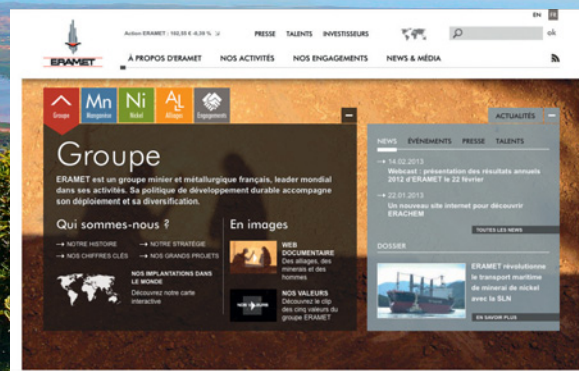 EN FR
Action ERAMET : 102,55 € -0,39 %
PRESSE TALENTS INVESTISSEURS
ok
ERAMET
À PROPOS D'ERAMET NOS ACTIVITÉS NOS ENGAGEMENTS NEWS & MÉDIA
Groupe
Mn
Manganèse
Ni
Nickel
AL
Alliages
Engagements
Groupe
ERAMET est un groupe minier et métallurgique français, leader mondial
dans ses activités. Sa politique de développement durable accompagne
son déploiement et sa diversification.
Qui sommes-nous ?
→ NOTRE HISTOIRE → NOTRE STRATÉGIE
→ NOS CHIFFRES CLÉS → NOS GRANDS PROJETS
NOS IMPLANTATIONS DANS
LE MONDE
Découvrez notre carte
interactive
En images
WEB
DOCUMENTAIRE
Des alliages, des
minerais et des
hommes
NOS VALEURS
Découvrez le clip
des cinq valeurs du
groupe ERAMET
ACTUALITÉS
NEWS ÉVÉNEMENTS PRESSE TALENTS
→ 14.02.2013
Webcast : présentation des résultats annuels
2012 d'ERAMET le 22 février
→ 22.01.2013
Un nouveau site internet pour découvrir
ERACHEM
TOUTES LES NEWS
DOSSIER
ERAMET révolutionne
le transport maritime
de minerai de nickel
avec la SLN
EN SAVOIR PLUS